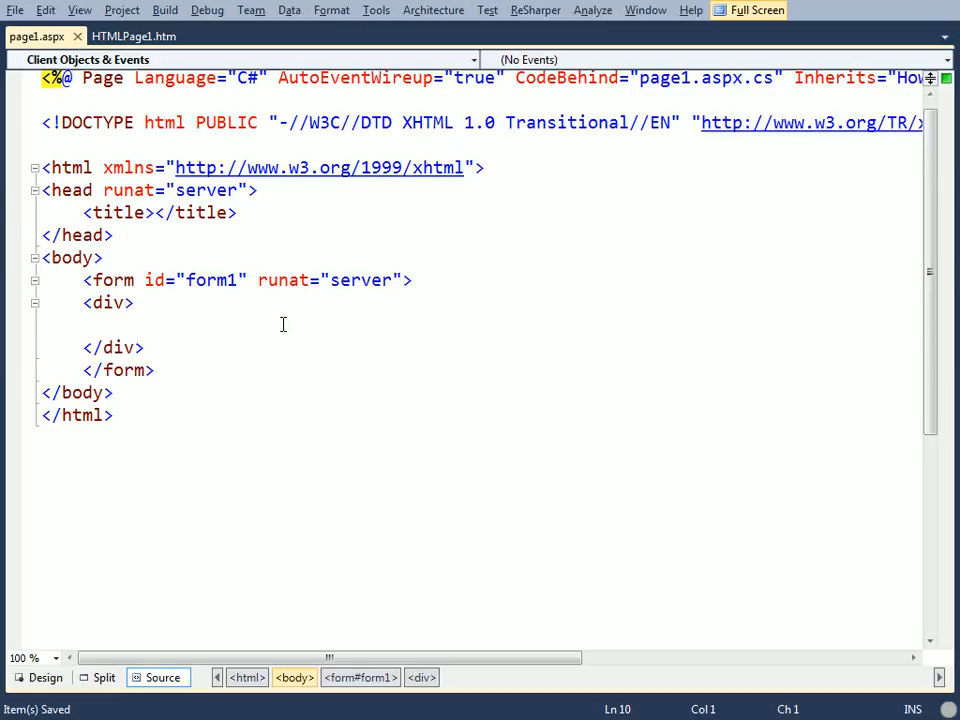 File Edit View Project Build Debug Team Data Format Tools Architecture Test ReSharper Analyze Window Help Full Screen
page1.aspx HTMLPage1.htm
Client Objects & Events (No Events)
<%@ Page Language="C#" AutoEventWireup="true" CodeBehind="page1.aspx.cs" Inherits="How
<!DOCTYPE html PUBLIC "-//W3C//DTD XHTML 1.0 Transitional//EN" "http://www.w3.org/TR/x
<html xmlns="http://www.w3.org/1999/xhtml">
<head runat="server">
<title></title>
</head>
<body>
<form id="form1" runat="server">
<div>
</div>
</form>
</body>
</html>
100 %
Design Split Source <html> <body> <form#form1> <div>
Item(s) Saved Ln 10 Col 1 Ch 1 INS